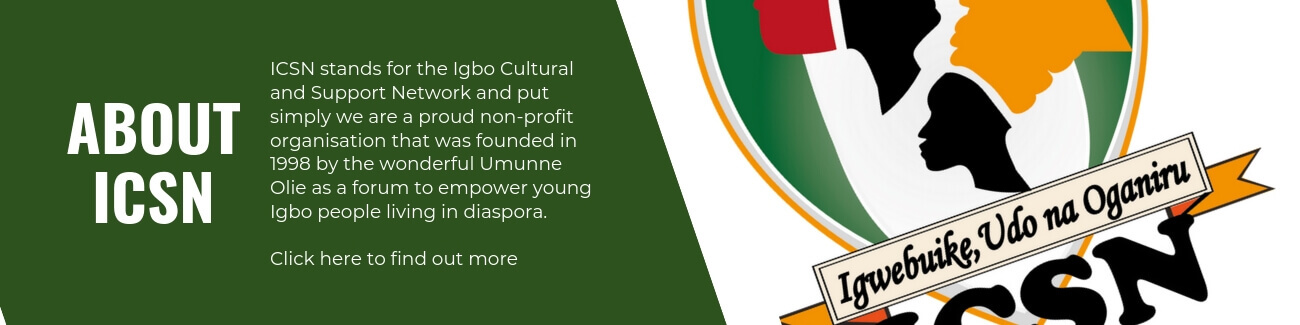 ABOUT
ICSN
ICSN stands for the Igbo Cultural
and Support Network and put
simply we are a proud non-profit
organisation that was founded in
1998 by the wonderful Umunne
Olie as a forum to empower young
Igbo people living in diaspora.
Click here to find out more
Igwebuike, Udo na Oganiru
ICSN